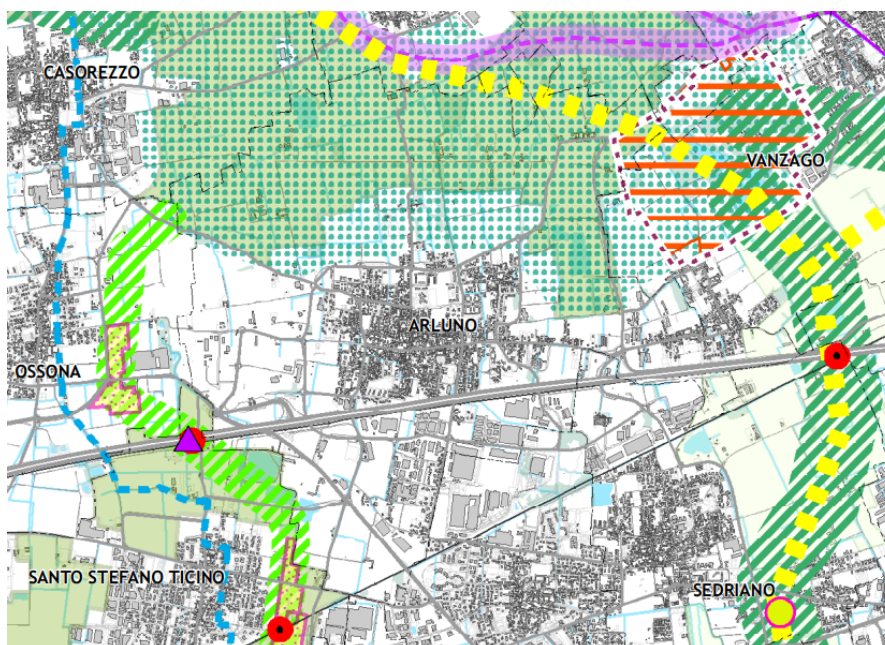 CASOREZZO
VANZAGO
ARLUNO
OSSONA
SANTO STEFANO TICINO
SEDRIANO